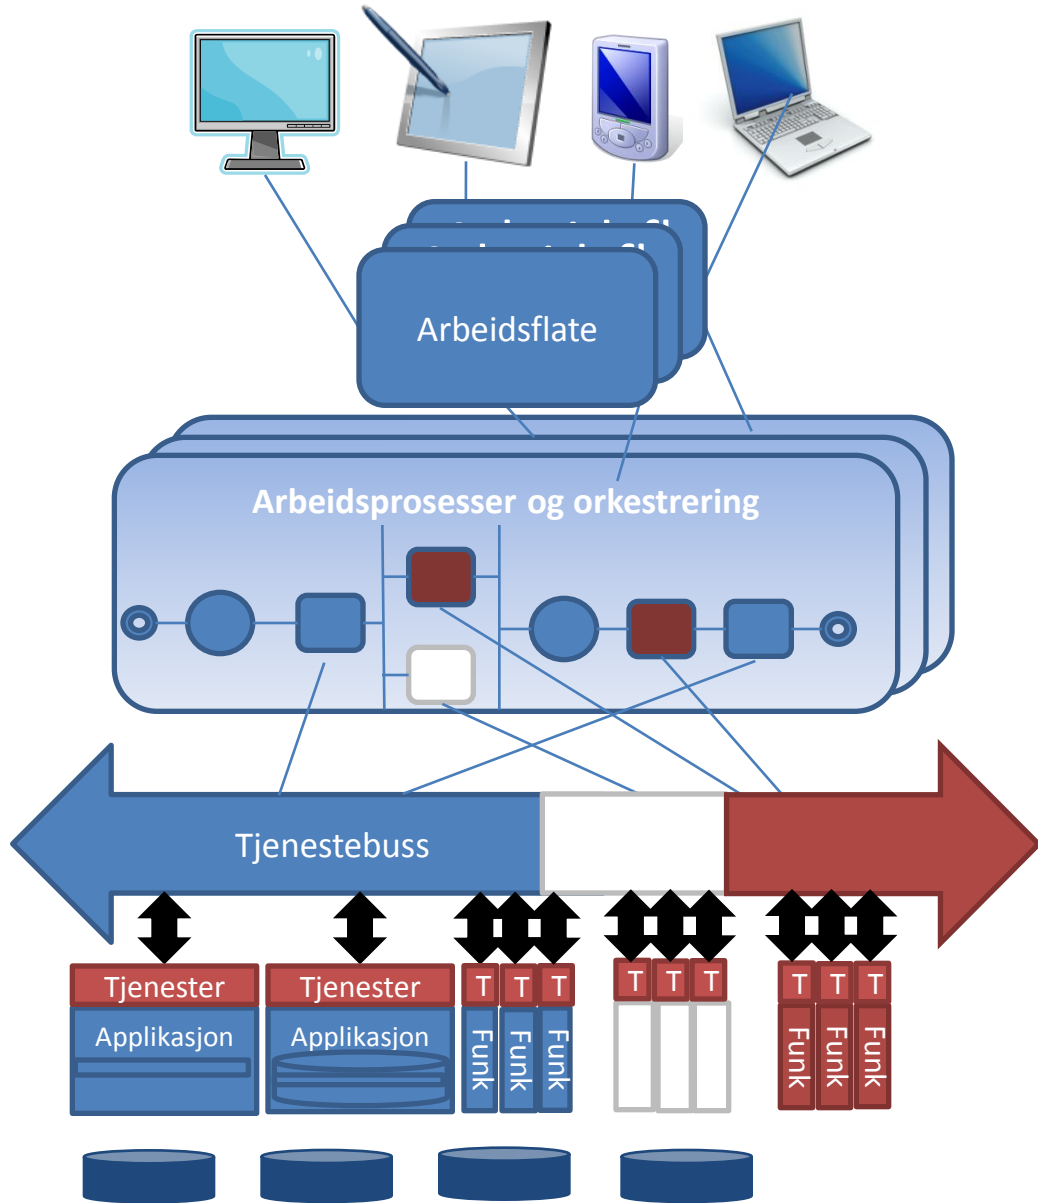 Arbeidsflate
Arbeidsprosesser og orkestrering
Tjenestebuss
Tjenester
Tjenester
T
T
T
T
T
T
T
T
T
Applikasjon
Applikasjon
Funk
Funk
Funk
Funk
Funk
Funk